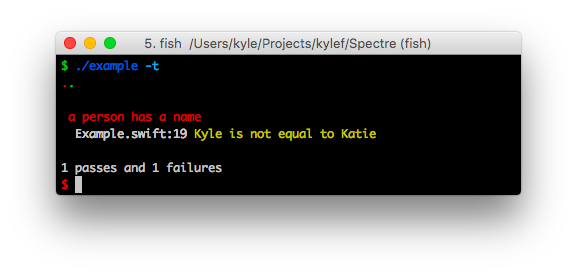 5. fish /Users/kyle/Projects/kylef/Spectre (fish)
$ ./example -t
..
a person has a name
Example.swift:19 Kyle is not equal to Katie
1 passes and 1 failures
$